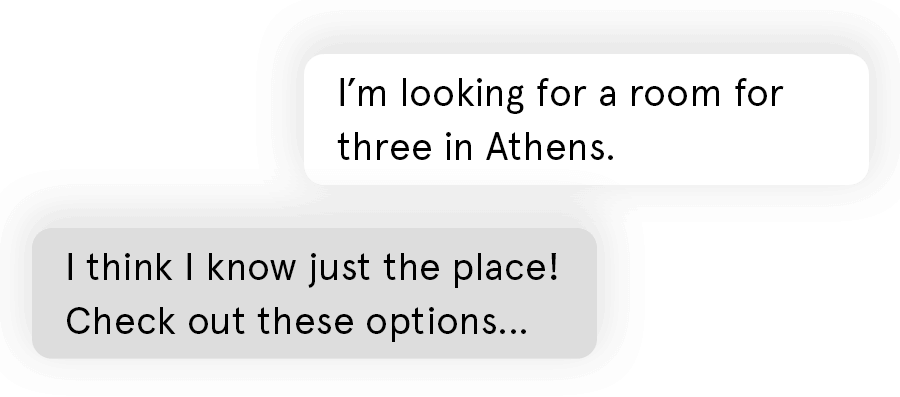 I’m looking for a room for
three in Athens.
I think I know just the place!
Check out these options...